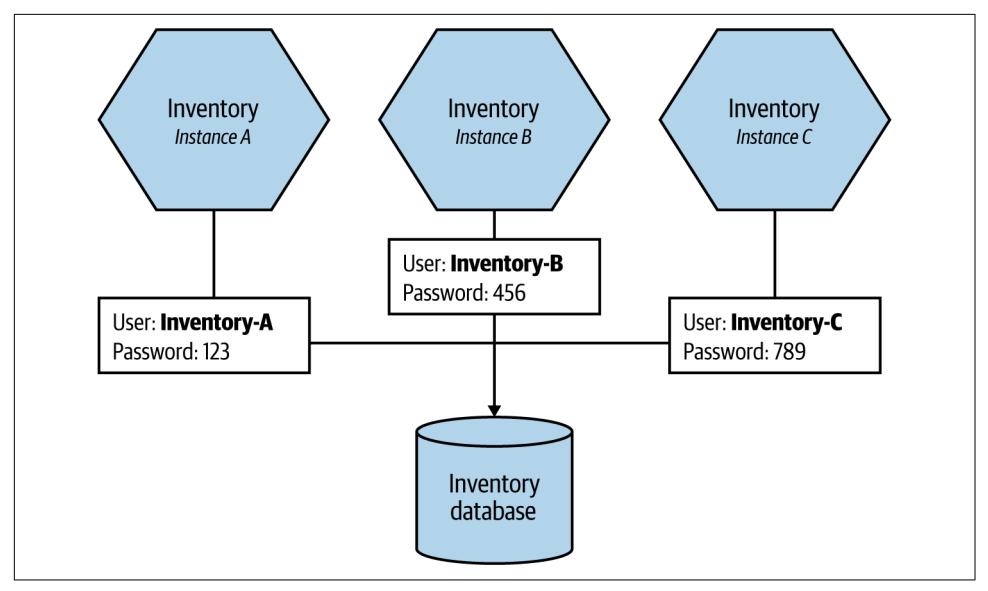 Inventory
Instance A
Inventory
Instance B
Inventory
Instance C
User: Inventory-B
Password: 456
User: Inventory-A
Password: 123
User: Inventory-C
Password: 789
Inventory
database